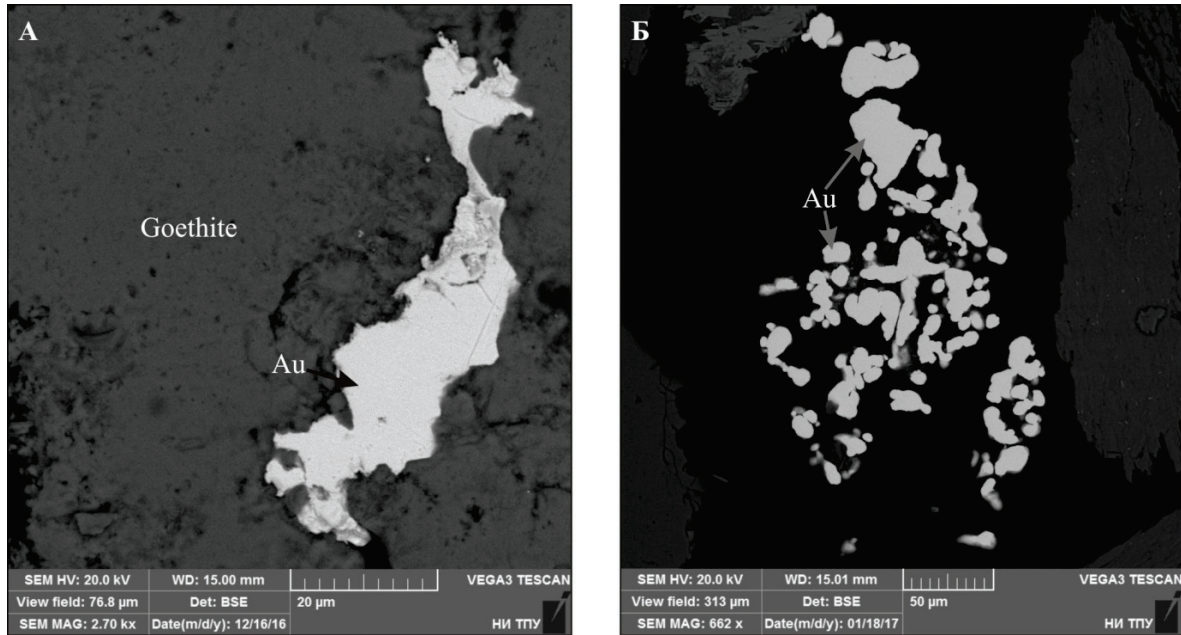 А
Goethite
Au
SEM HV: 20.0 kV WD: 15.00 mm VEGA3 TESCAN
View field: 76.8 µm Det: BSE 20 µm
SEM MAG: 2.70 kx Date(m/d/y): 12/16/16 НИ ТПУ
Б
Au
SEM HV: 20.0 kV WD: 15.01 mm VEGA3 TESCAN
View field: 313 µm Det: BSE 50 µm
SEM MAG: 662 x Date(m/d/y): 01/18/17 НИ ТПУ